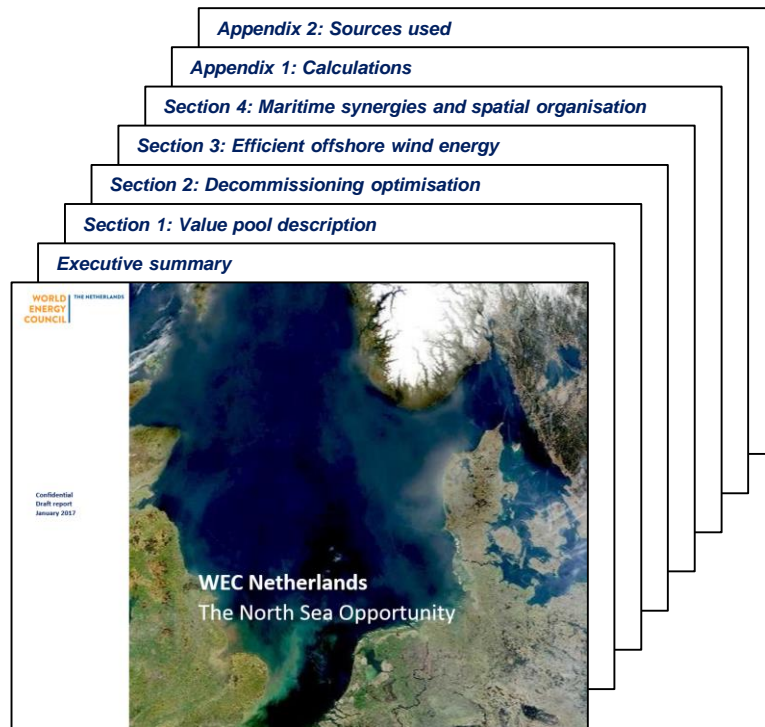 Appendix 2: Sources used
Appendix 1: Calculations
Section 4: Maritime synergies and spatial organisation
Section 3: Efficient offshore wind energy
Section 2: Decommissioning optimisation
Section 1: Value pool description
Executive summary
WORLD
ENERGY
COUNCIL
THE NETHERLANDS
Confidential
Draft report
January 2017
WEC Netherlands
The North Sea Opportunity